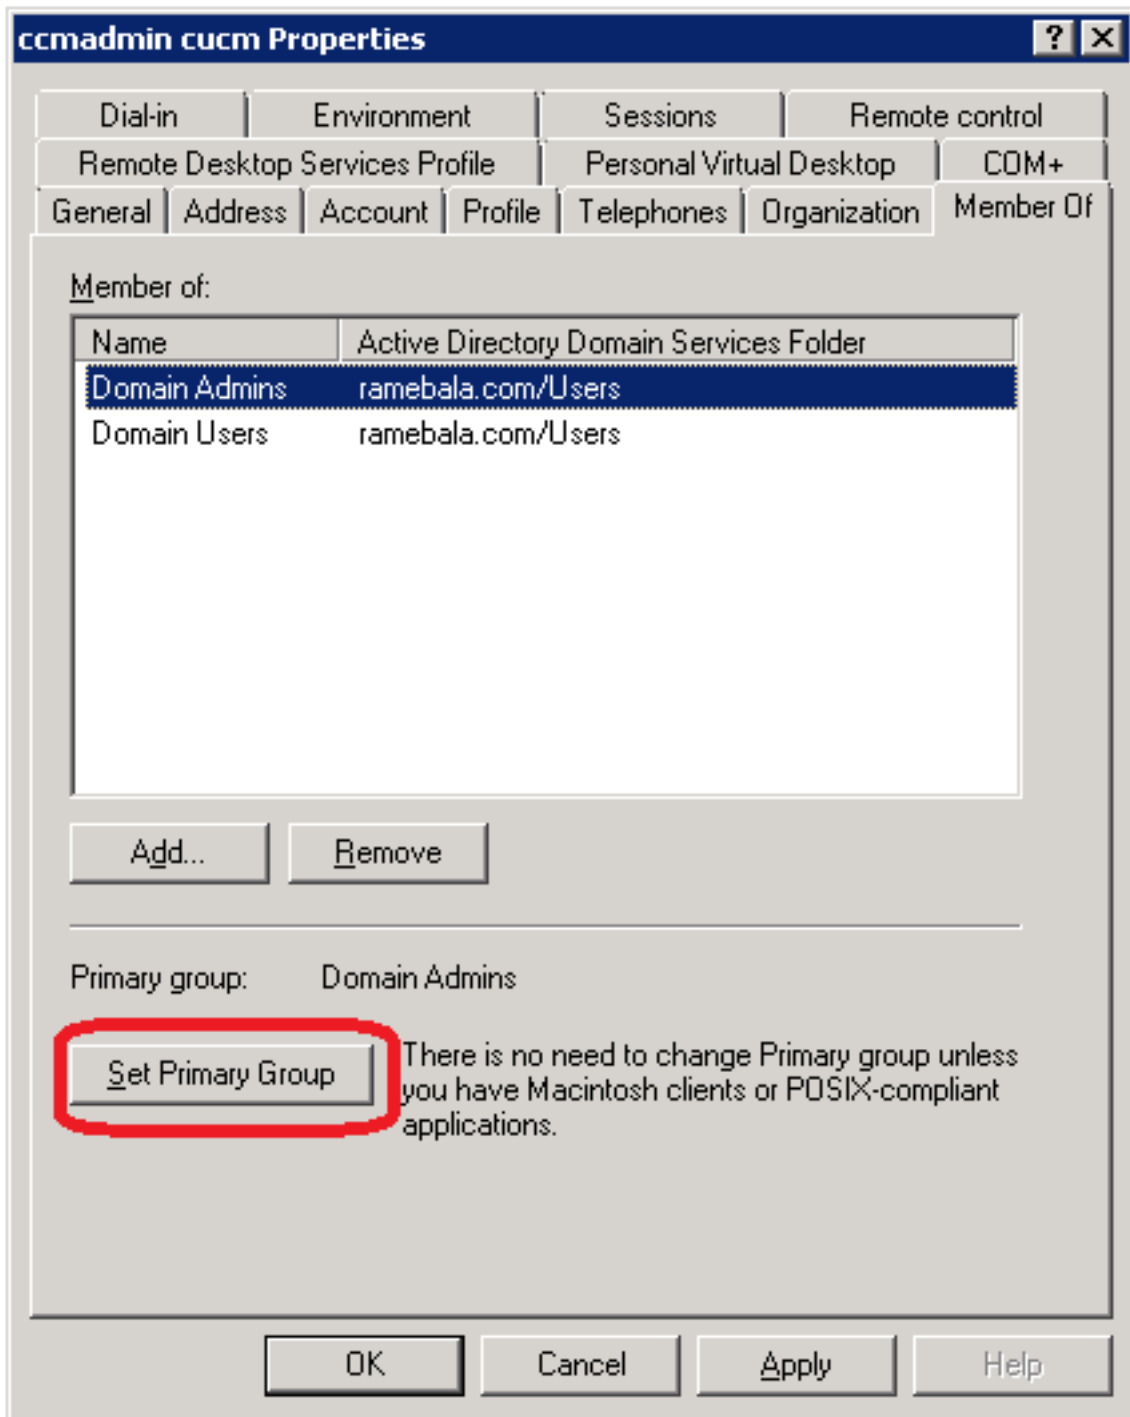 ccmadmin cucm Properties
Dial-in Environment Sessions Remote control
Remote Desktop Services Profile Personal Virtual Desktop COM+
General Address Account Profile Telephones Organization Member Of
Member of:
Name Active Directory Domain Services Folder
Domain Admins ramebala.com/Users
Domain Users ramebala.com/Users
Add... Remove
Primary group: Domain Admins
Set Primary Group
There is no need to change Primary group unless
you have Macintosh clients or POSIX-compliant
applications.
OK Cancel Apply Help